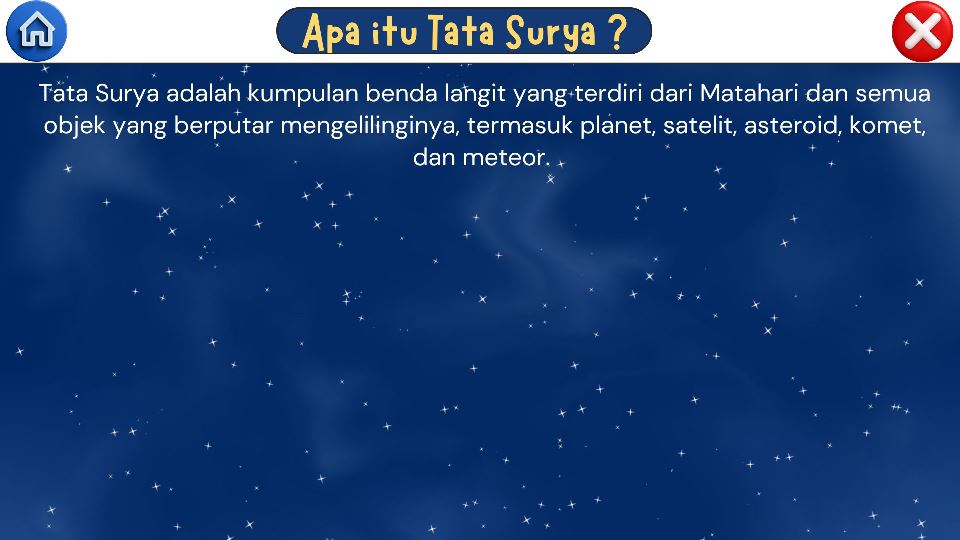 Apa itu Tata Surya ?
Tata Surya adalah kumpulan benda langit yang terdiri dari Matahari dan semua
objek yang berputar mengelilinginya, termasuk planet, satelit, asteroid, komet,
dan meteor.